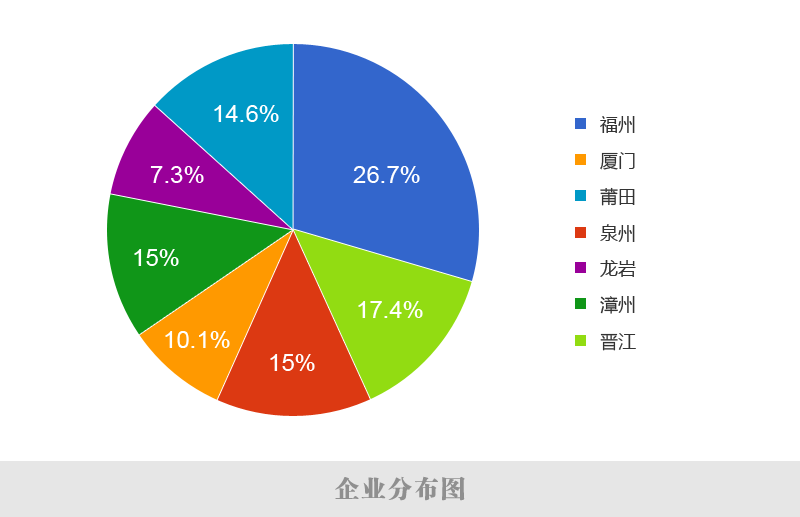 14.6%
26.7%
7.3%
15%
17.4%
10.1%
15%
福州
厦门
莆田
泉州
龙岩
漳州
晋江
企业分布图